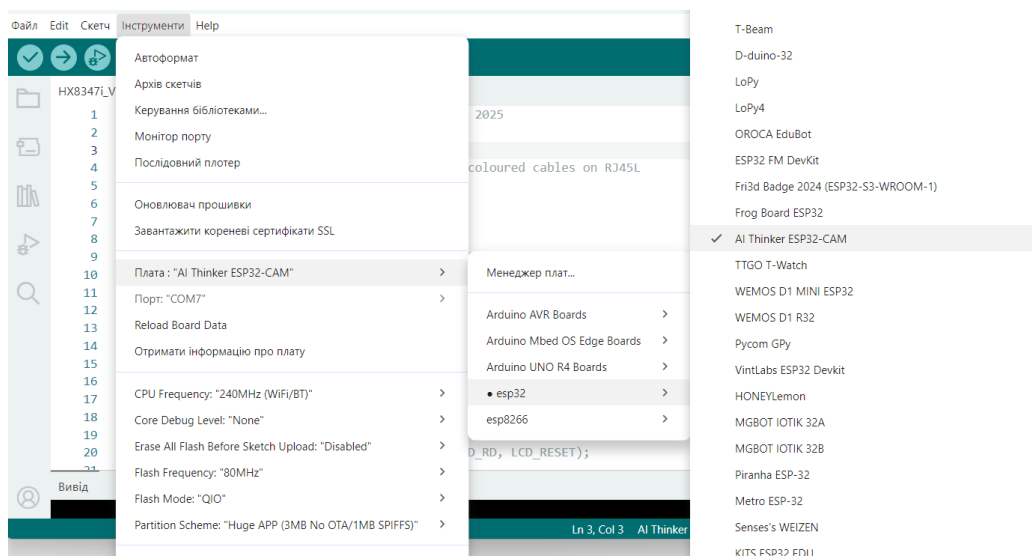 Файл Edit Скетч Інструменти Help
HX8347i_V
1
2
3
4
5
6
7
8
9
10
11
12
13
14
15
16
17
18
19
20
21
2025
coloured cables on RJ45L
D_RD, LCD_RESET);
Автоформат
Архів скетчів
Керування бібліотеками...
Монітор порту
Послідовний плотер
Оновлювач прошивки
Завантажити кореневі сертифікати SSL
Плата : "AI Thinker ESP32-CAM"
Порт: "COM7"
Reload Board Data
Отримати інформацію про плату
CPU Frequency: "240MHz (WiFi/BT)"
Core Debug Level: "None"
Erase All Flash Before Sketch Upload: "Disabled"
Flash Frequency: "80MHz"
Flash Mode: "QIO"
Partition Scheme: "Huge APP (3MB No OTA/1MB SPIFFS)"
Менеджер плат...
Arduino AVR Boards
Arduino Mbed OS Edge Boards
Arduino UNO R4 Boards
● esp32
esp8266
T-Beam
D-duino-32
LoPy
LoPy4
OROCA EduBot
ESP32 FM DevKit
Fri3d Badge 2024 (ESP32-S3-WROOM-1)
Frog Board ESP32
✓ AI Thinker ESP32-CAM
TTGO T-Watch
WEMOS D1 MINI ESP32
WEMOS D1 R32
Pycom GPy
VintLabs ESP32 Devkit
HONEYLemon
MGBOT IOTIK 32A
MGBOT IOTIK 32B
Piranha ESP-32
Metro ESP-32
Senses's WEIZEN
KITS ESP32 EDU
Вивід
Ln 3, Col 3 AI Thinker